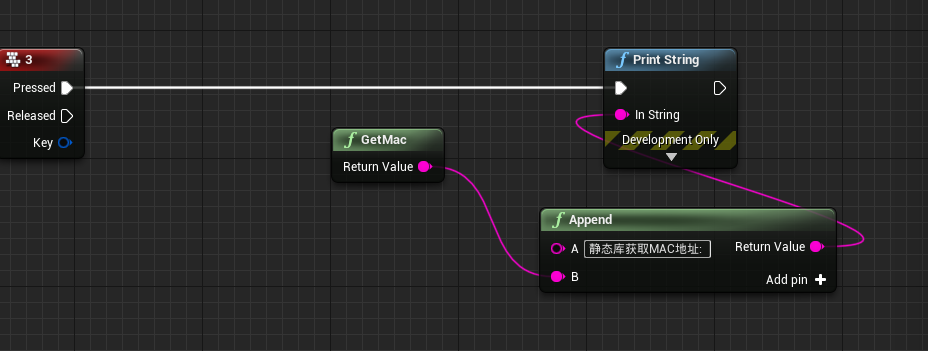 3
Pressed
Released
Key
f GetMac
Return Value
f Print String
In String
Development Only
f Append
A 静态库获取MAC地址:
Return Value
B
Add pin +